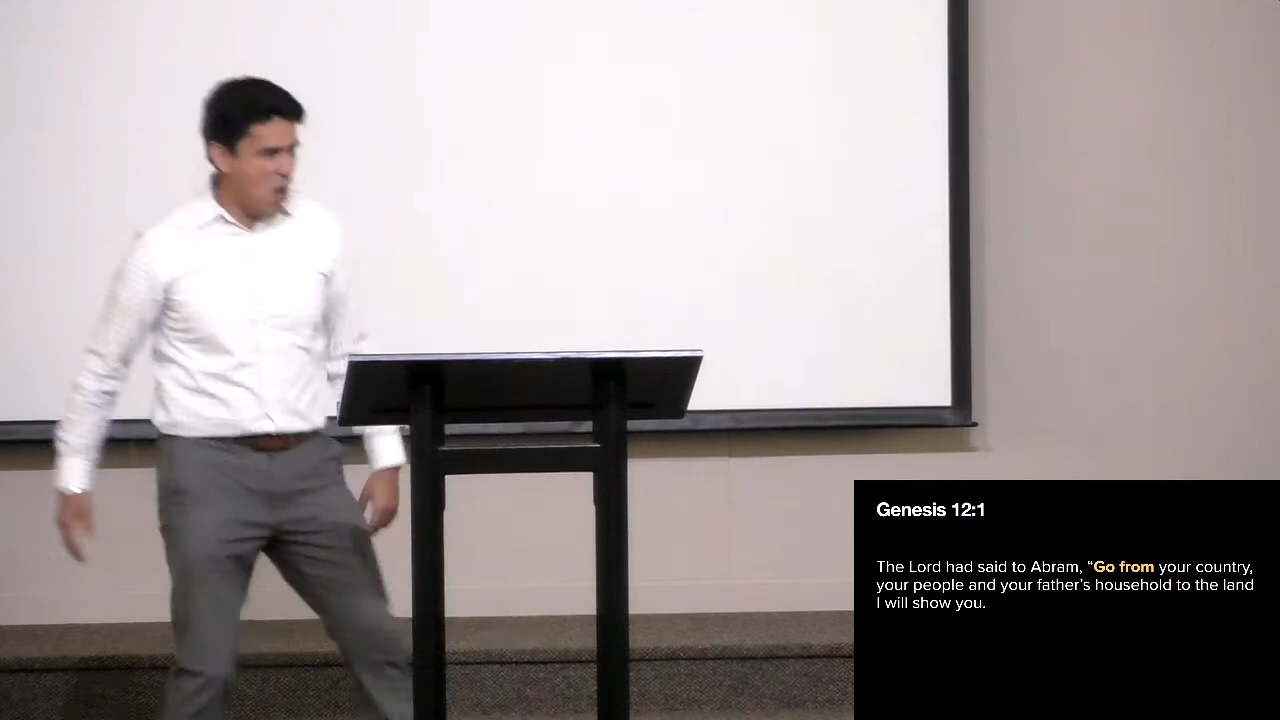 Genesis 12:1
The Lord had said to Abram, “Go from your country,
your people and your father’s household to the land
I will show you.